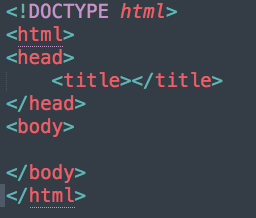 <!DOCTYPE html>
<html>
<head>
    <title></title>
</head>
<body>

</body>
</html>